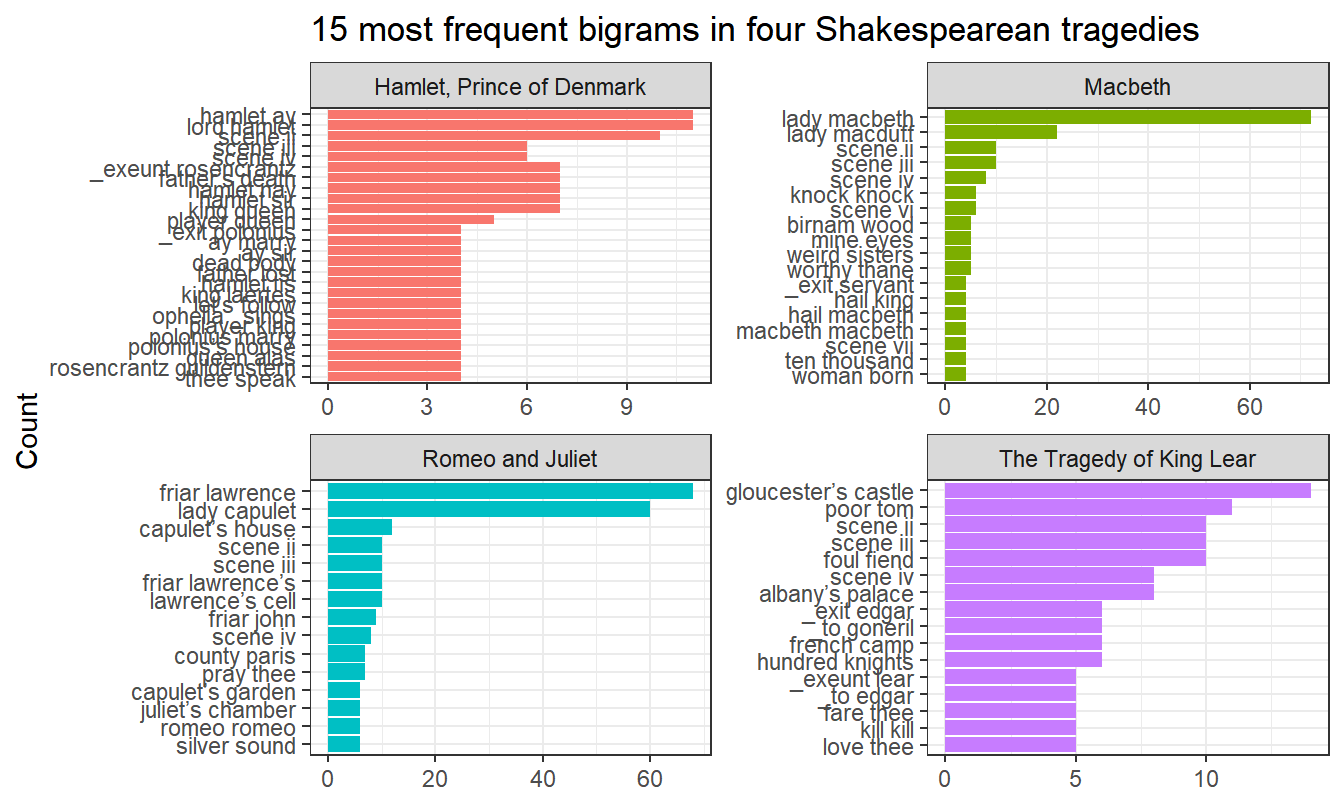 15 most frequent bigrams in four Shakespearean tragedies
Hamlet, Prince of Denmark
hamlet ay
lord hamlet
scene ii
scene iii
scene iv
_exeunt rosencrantz
father’s death
hamlet nay
hamlet sir
king queen
player queen
_exit polonius
ay marry
ay sir
dead body
father lost
hamlet tis
king laertes
let’s follow
ophelia _sings
player king
polonius marry
polonius’s house
queen alas
rosencrantz guildenstern
thee speak
0 3 6 9
Macbeth
lady macbeth
lady macduff
scene ii
scene iii
scene iv
knock knock
scene vi
birnam wood
mine eyes
weird sisters
worthy thane
_exit servant
hail king
hail macbeth
macbeth macbeth
scene vii
ten thousand
woman born
0 20 40 60
Count
Romeo and Juliet
friar lawrence
lady capulet
capulet’s house
scene ii
scene iii
friar lawrence’s
lawrence’s cell
friar john
scene iv
county paris
pray thee
capulet’s garden
juliet’s chamber
romeo romeo
silver sound
0 20 40 60
The Tragedy of King Lear
gloucester’s castle
poor tom
scene ii
scene iii
foul fiend
scene iv
albany’s palace
_exit edgar
_to goneril
french camp
hundred knights
_exeunt lear
_to edgar
fare thee
kill kill
love thee
0 5 10